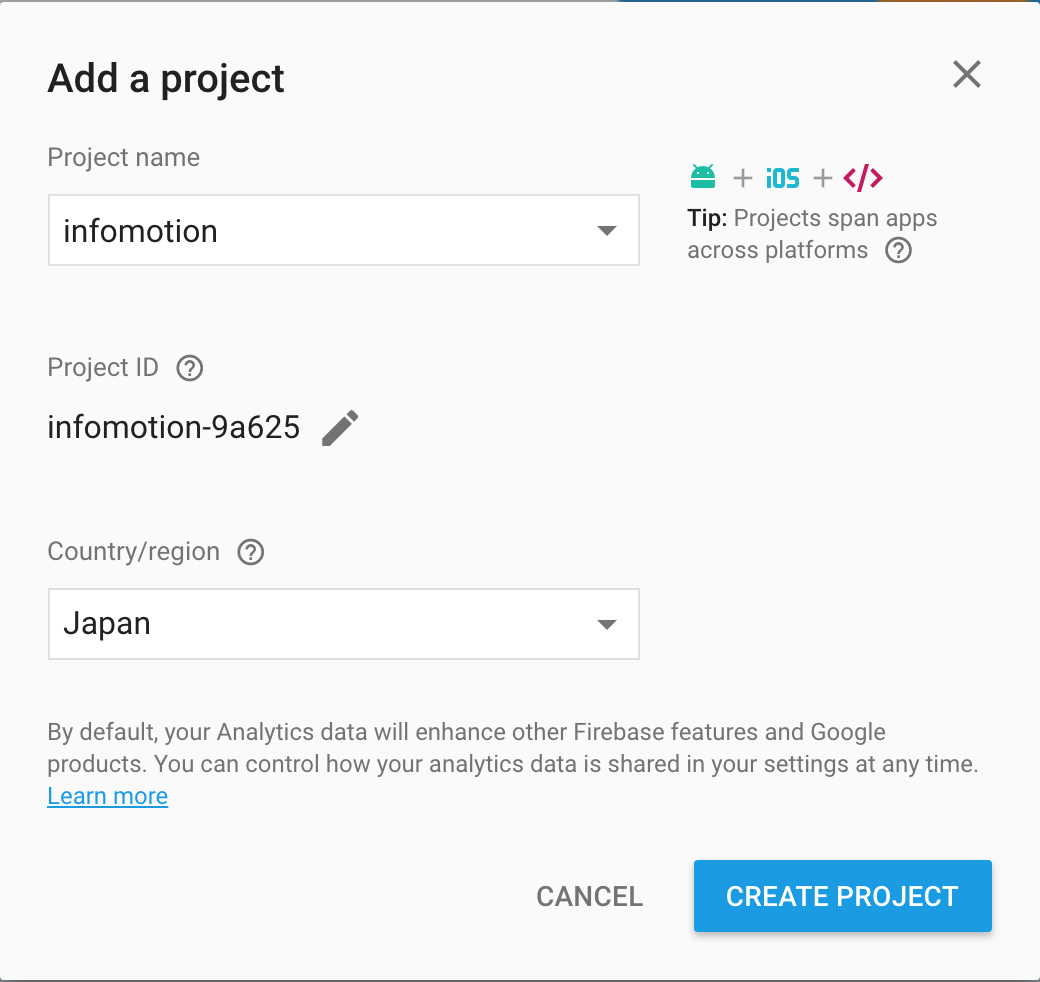 Add a project
Project name
infomotion
+ iOS + </>
Tip: Projects span apps
across platforms ?
Project ID ?
infomotion-9a625
Country/region ?
Japan
By default, your Analytics data will enhance other Firebase features and Google
products. You can control how your analytics data is shared in your settings at any time.
Learn more
CANCEL
CREATE PROJECT